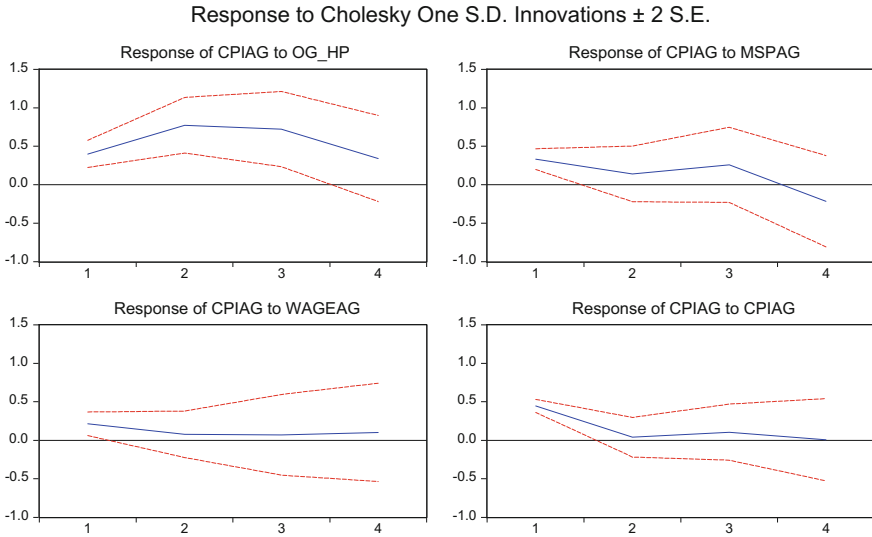 Response to Cholesky One S.D. Innovations ± 2 S.E.
Response of CPIAG to OG_HP
1.5
1.0
0.5
0.0
-0.5
-1.0
1 2 3 4
Response of CPIAG to MSPAG
1.5
1.0
0.5
0.0
-0.5
-1.0
1 2 3 4
Response of CPIAG to WAGEAG
1.5
1.0
0.5
0.0
-0.5
-1.0
1 2 3 4
Response of CPIAG to CPIAG
1.5
1.0
0.5
0.0
-0.5
-1.0
1 2 3 4